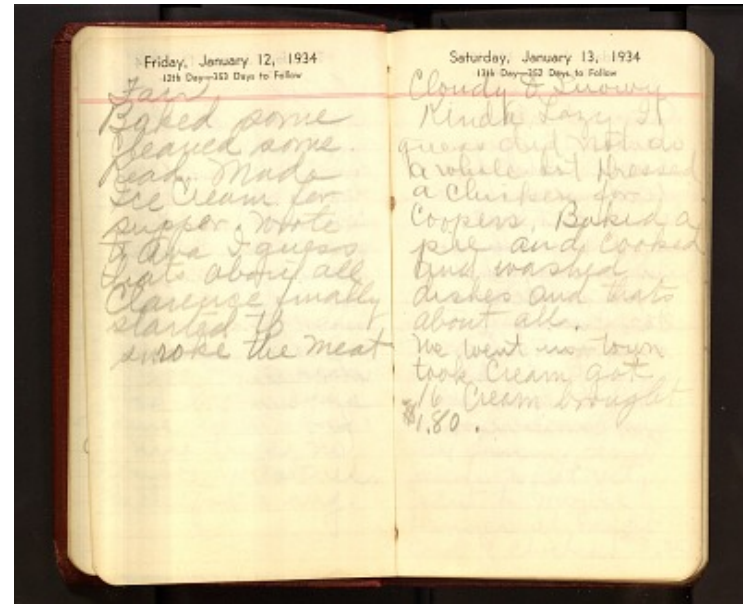 Friday, January 12, 1934
12th Day—353 Days to Follow
Fair
Baked some
Cleaned some.
Read. Made
Ice Cream for
supper. Wrote
to I guess
thats about all
Clarence finally
started to
smoke the meat
Saturday, January 13, 1934
13th Day—352 Days to Follow
Cloudy & Snowy
Kinda Lazy I
guess did not do
a whole lot Dressed
a Chicken for
Coopers. Baked a
pie and Cooked
and washed
dishes and thats
about all.
We went to town
took Cream got
16 Cream brought
$1.80.